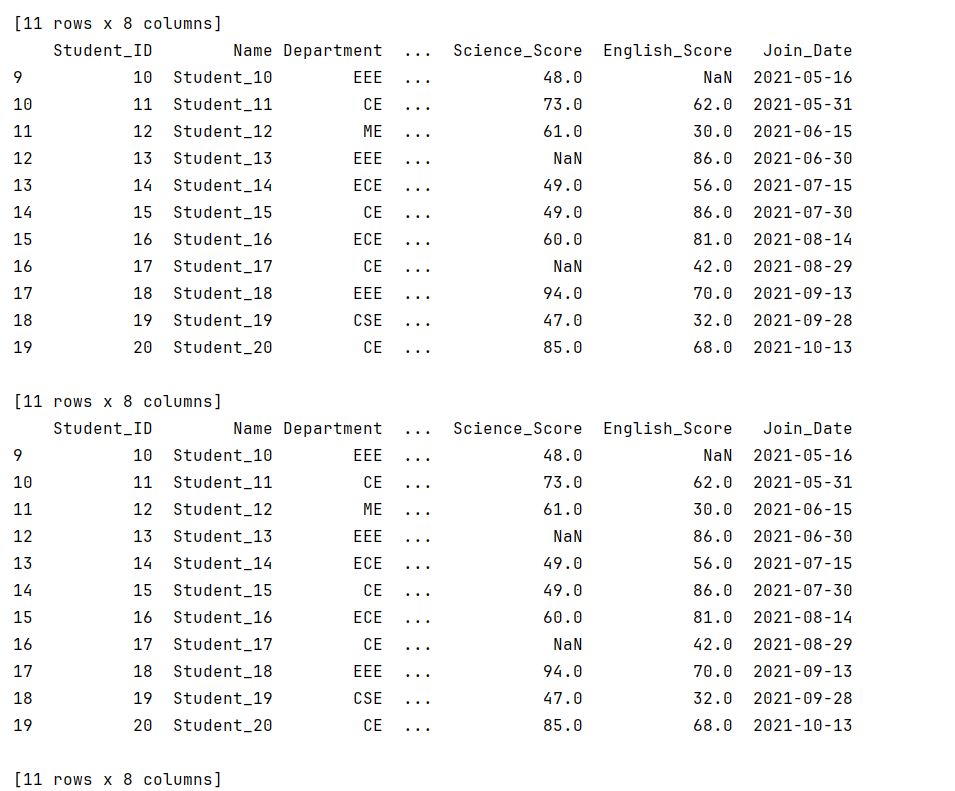 [11 rows x 8 columns]
    Student_ID        Name Department  ...  Science_Score  English_Score   Join_Date
9           10  Student_10        EEE  ...           48.0            NaN  2021-05-16
10          11  Student_11         CE  ...           73.0           62.0  2021-05-31
11          12  Student_12         ME  ...           61.0           30.0  2021-06-15
12          13  Student_13        EEE  ...            NaN           86.0  2021-06-30
13          14  Student_14        ECE  ...           49.0           56.0  2021-07-15
14          15  Student_15         CE  ...           49.0           86.0  2021-07-30
15          16  Student_16        ECE  ...           60.0           81.0  2021-08-14
16          17  Student_17         CE  ...            NaN           42.0  2021-08-29
17          18  Student_18        EEE  ...           94.0           70.0  2021-09-13
18          19  Student_19        CSE  ...           47.0           32.0  2021-09-28
19          20  Student_20         CE  ...           85.0           68.0  2021-10-13

[11 rows x 8 columns]
    Student_ID        Name Department  ...  Science_Score  English_Score   Join_Date
9           10  Student_10        EEE  ...           48.0            NaN  2021-05-16
10          11  Student_11         CE  ...           73.0           62.0  2021-05-31
11          12  Student_12         ME  ...           61.0           30.0  2021-06-15
12          13  Student_13        EEE  ...            NaN           86.0  2021-06-30
13          14  Student_14        ECE  ...           49.0           56.0  2021-07-15
14          15  Student_15         CE  ...           49.0           86.0  2021-07-30
15          16  Student_16        ECE  ...           60.0           81.0  2021-08-14
16          17  Student_17         CE  ...            NaN           42.0  2021-08-29
17          18  Student_18        EEE  ...           94.0           70.0  2021-09-13
18          19  Student_19        CSE  ...           47.0           32.0  2021-09-28
19          20  Student_20         CE  ...           85.0           68.0  2021-10-13

[11 rows x 8 columns]